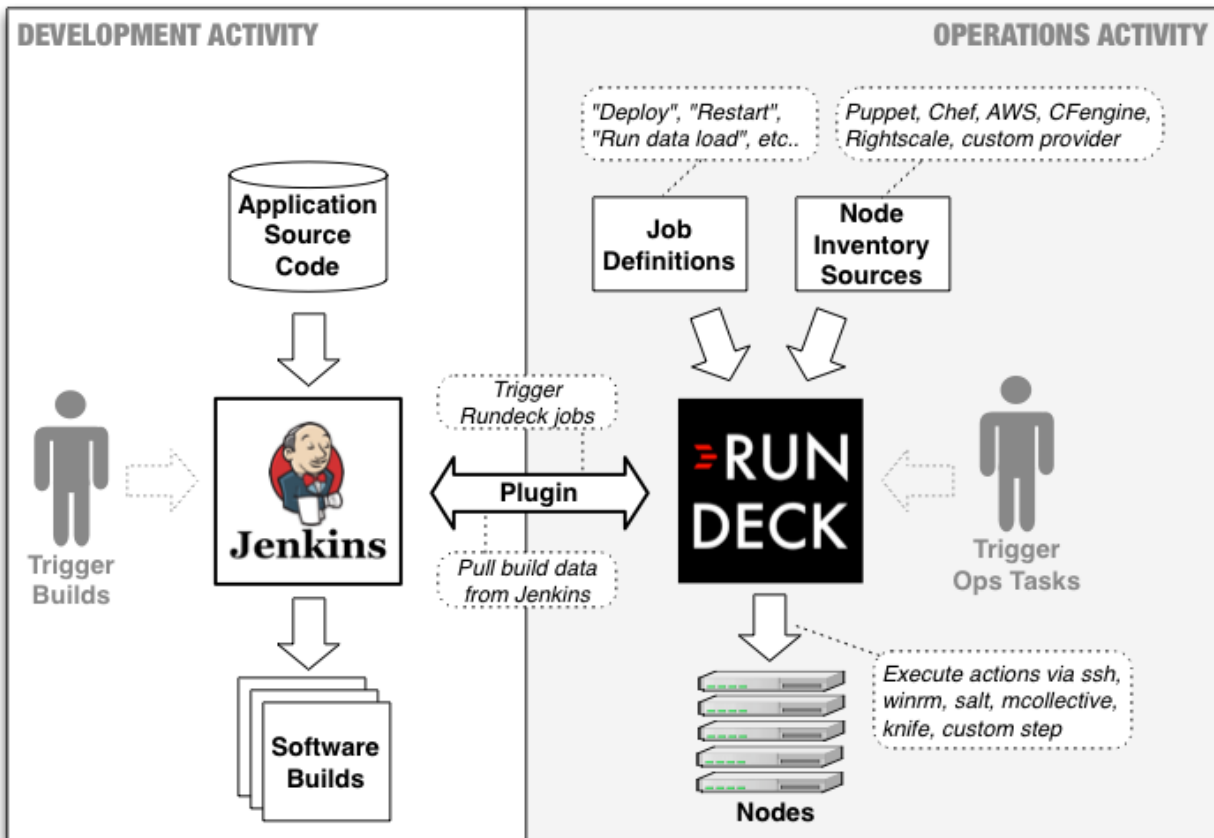 DEVELOPMENT ACTIVITY
OPERATIONS ACTIVITY
"Deploy", "Restart",
"Run data load", etc..
Puppet, Chef, AWS, CFengine,
Rightscale, custom provider
Application
Source
Code
Job
Definitions
Node
Inventory
Sources
Trigger
Rundeck jobs
Trigger
Builds
Jenkins
Plugin
RUN
DECK
Trigger
Ops Tasks
Pull build data
from Jenkins
Execute actions via ssh,
winrm, salt, mcollective,
knife, custom step
Software
Builds
Nodes